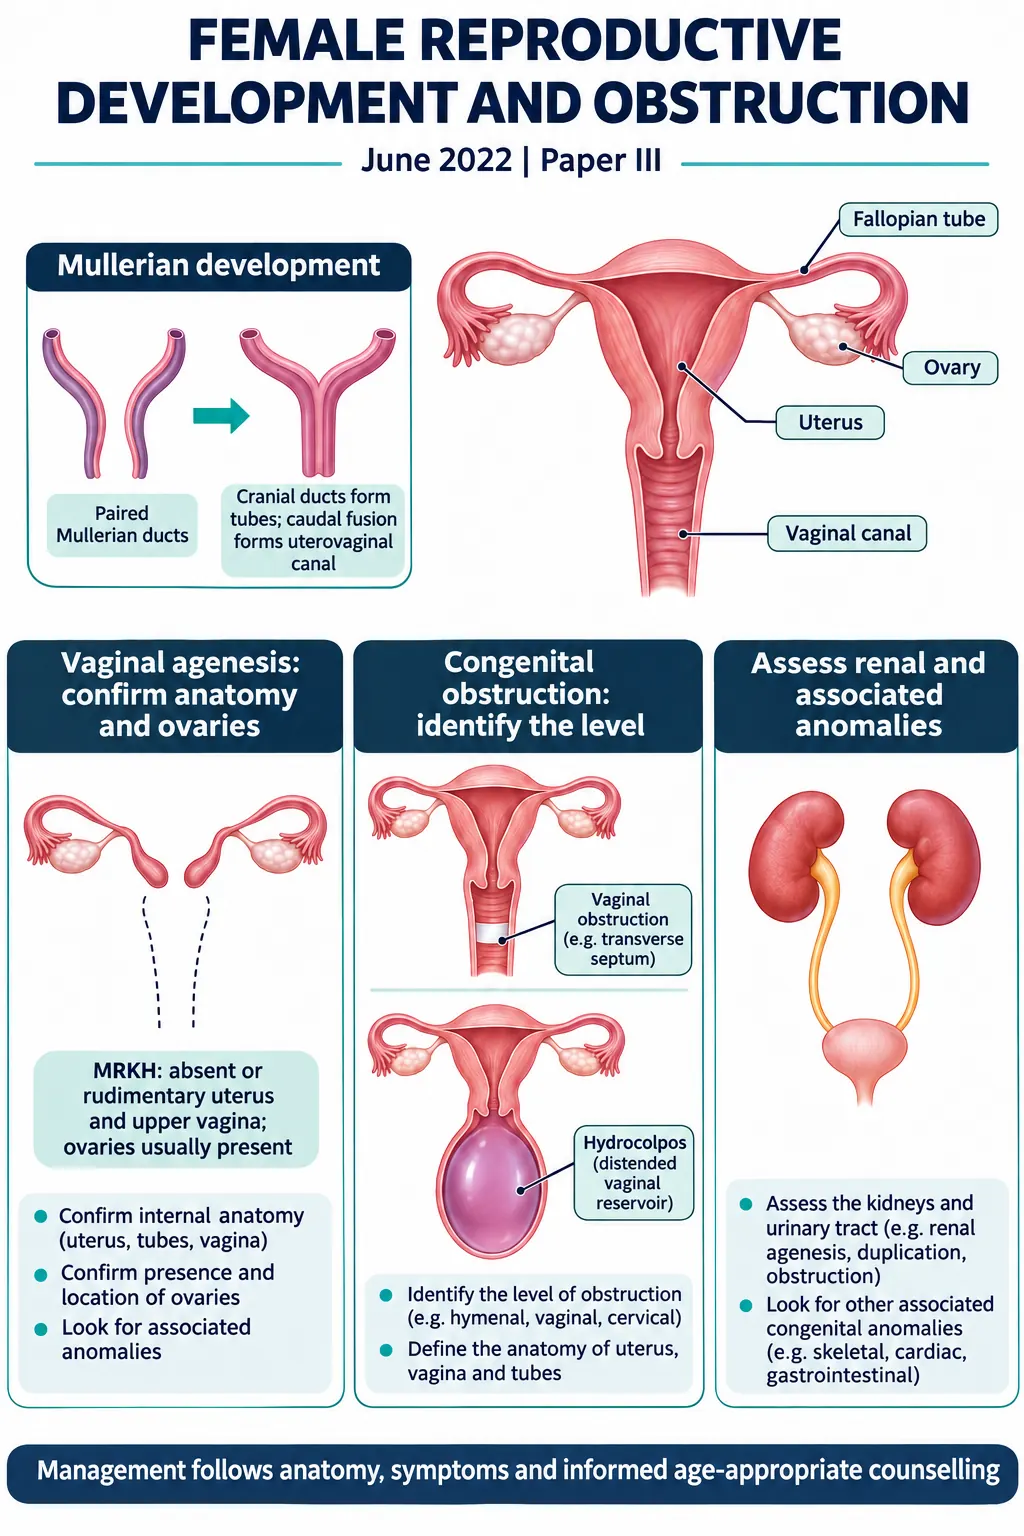 FEMALE REPRODUCTIVE
DEVELOPMENT AND OBSTRUCTION
June 2022 | Paper III
Mullerian development
Paired
Mullerian ducts
Cranial ducts form
tubes; caudal fusion
forms uterovaginal
canal
Fallopian tube
Ovary
Uterus
Vaginal canal
Vaginal agenesis:
confirm anatomy
and ovaries
MRKH: absent or
rudimentary uterus
and upper vagina;
ovaries usually present
Confirm internal anatomy
(uterus, tubes, vagina)
Confirm presence and
location of ovaries
Look for associated
anomalies
Congenital
obstruction:
identify the level
Vaginal
obstruction
(e.g. transverse
septum)
Hydrocolpos
(distended
vaginal
reservoir)
Identify the level of obstruction
(e.g. hymenal, vaginal, cervical)
Define the anatomy of uterus,
vagina and tubes
Assess renal and
associated
anomalies
Assess the kidneys and
urinary tract (e.g. renal
agenesis, duplication,
obstruction)
Look for other associated
congenital anomalies
(e.g. skeletal, cardiac,
gastrointestinal)
Management follows anatomy, symptoms and informed age-appropriate counselling